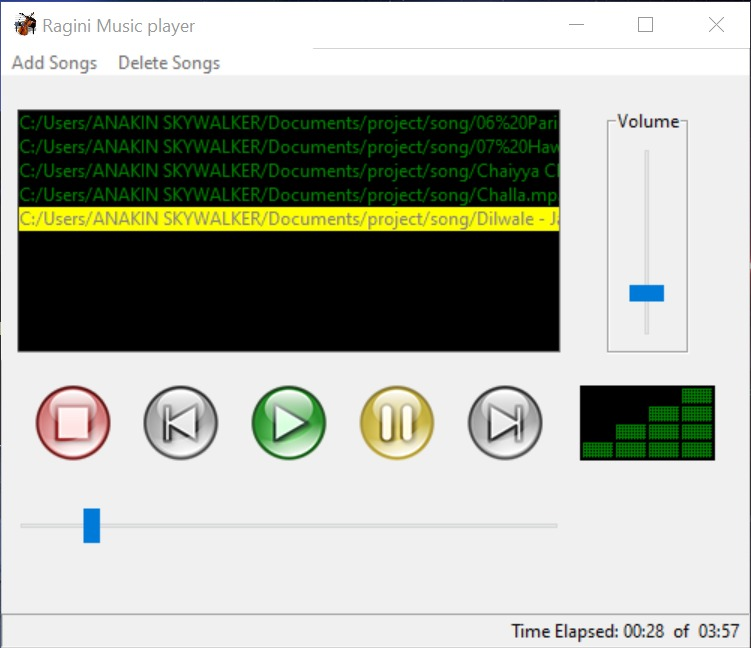 Ragini Music player
Add Songs Delete Songs
C:/Users/ANAKIN SKYWALKER/Documents/project/song/06%20Pari
C:/Users/ANAKIN SKYWALKER/Documents/project/song/07%20Haw
C:/Users/ANAKIN SKYWALKER/Documents/project/song/Chaiyya Cl
C:/Users/ANAKIN SKYWALKER/Documents/project/song/Challa.mp
C:/Users/ANAKIN SKYWALKER/Documents/project/song/Dilwale - Ja
Volume
Time Elapsed: 00:28 of 03:57